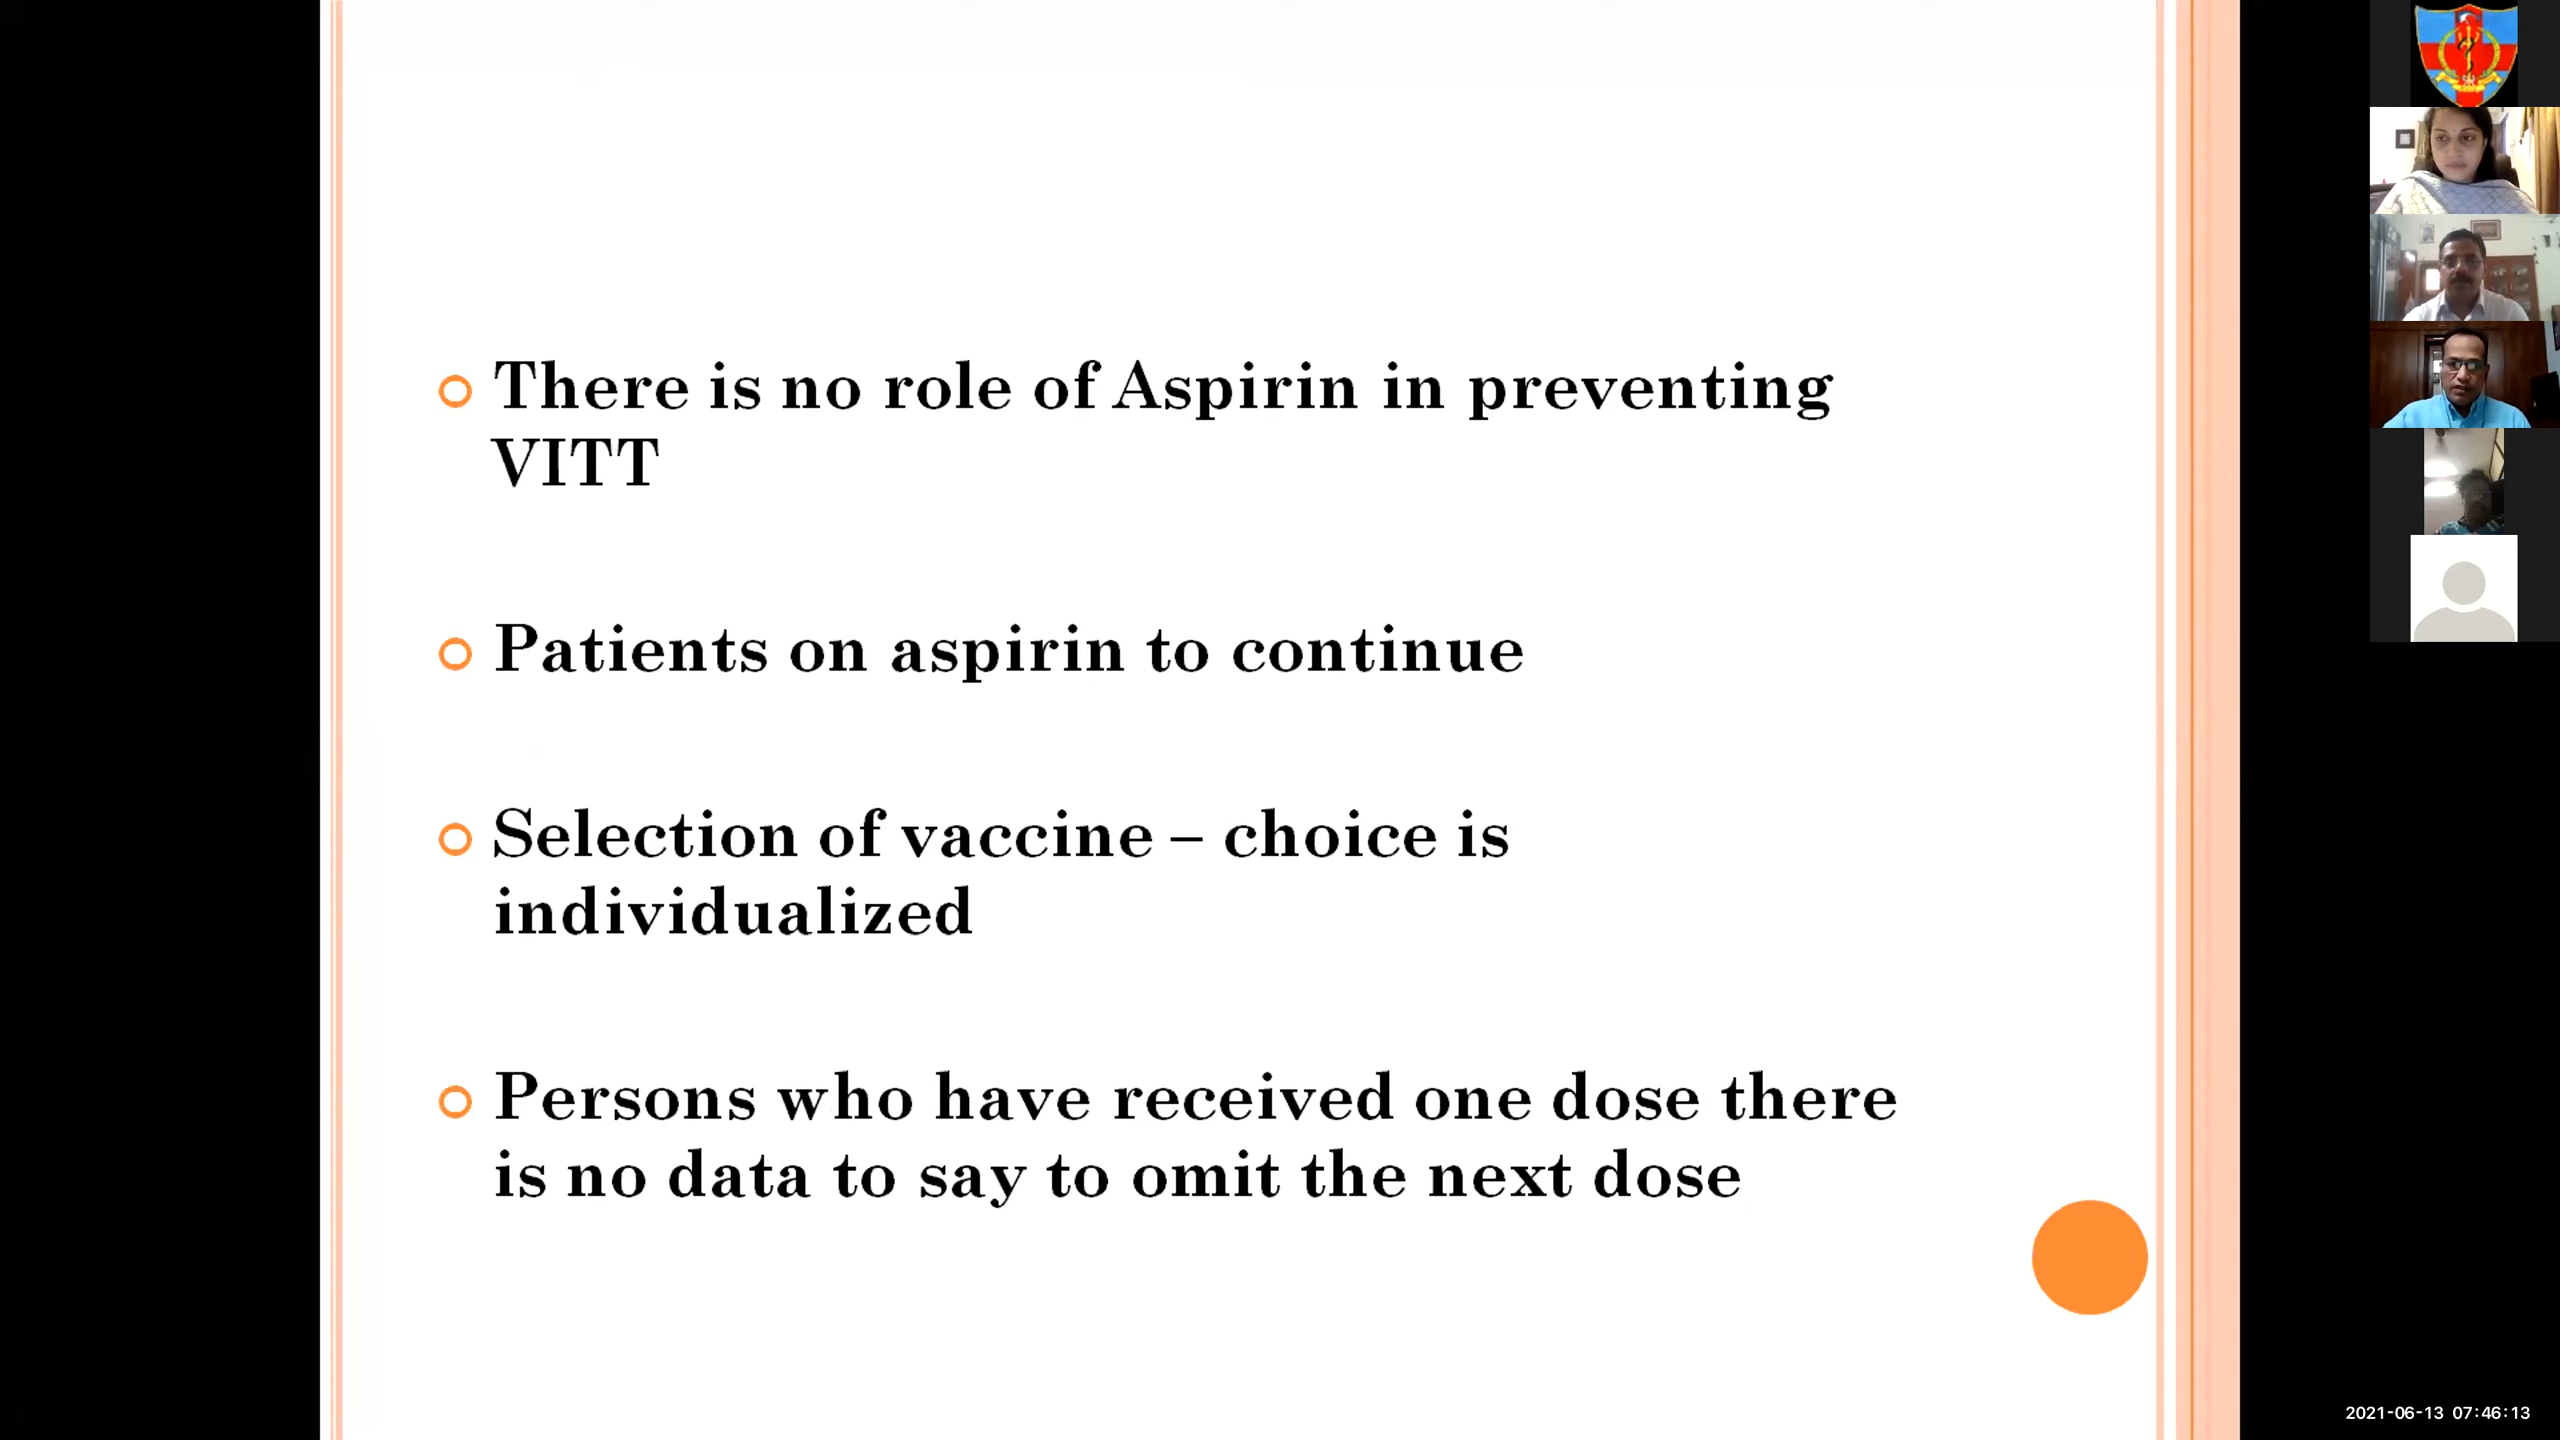 There is no role of Aspirin in preventing
VITT
Patients on aspirin to continue
Selection of vaccine – choice is
individualized
Persons who have received one dose there
is no data to say to omit the next dose
2021-06-13 07:46:13